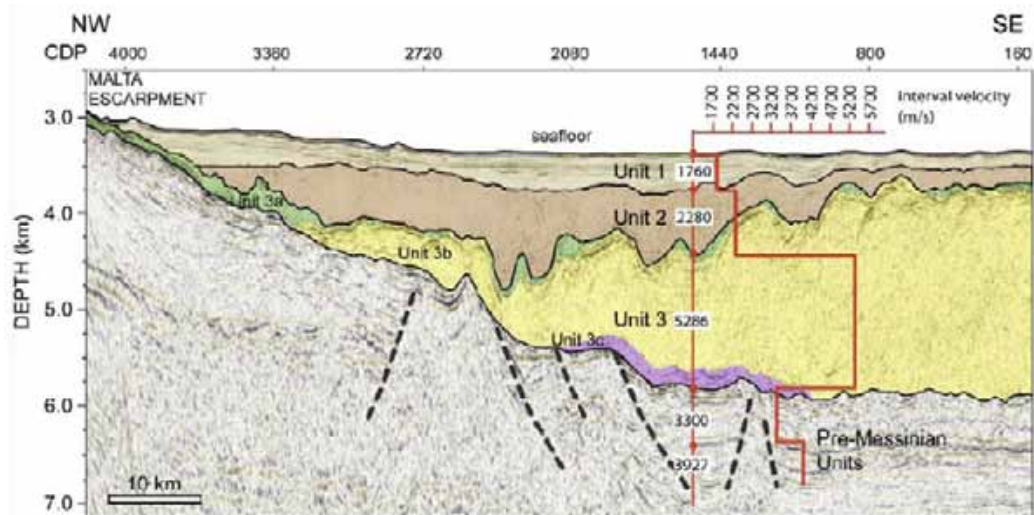 NW SE
CDP 4000 3360 2720 2080 1440 800 160
MALTA
ESCARPMENT
1700 2200 2700 3200 3700 4200 4700 5200 5700
Interval velocity
(m/s)
3.0
seafloor
Unit 1 1760
Unit 3a
4.0
Unit 2 2280
Unit 3b
DEPTH (km)
5.0
Unit 3 5286
Unit 3c
6.0
3300
Pre-Messinian
Units
3927
10 km
7.0